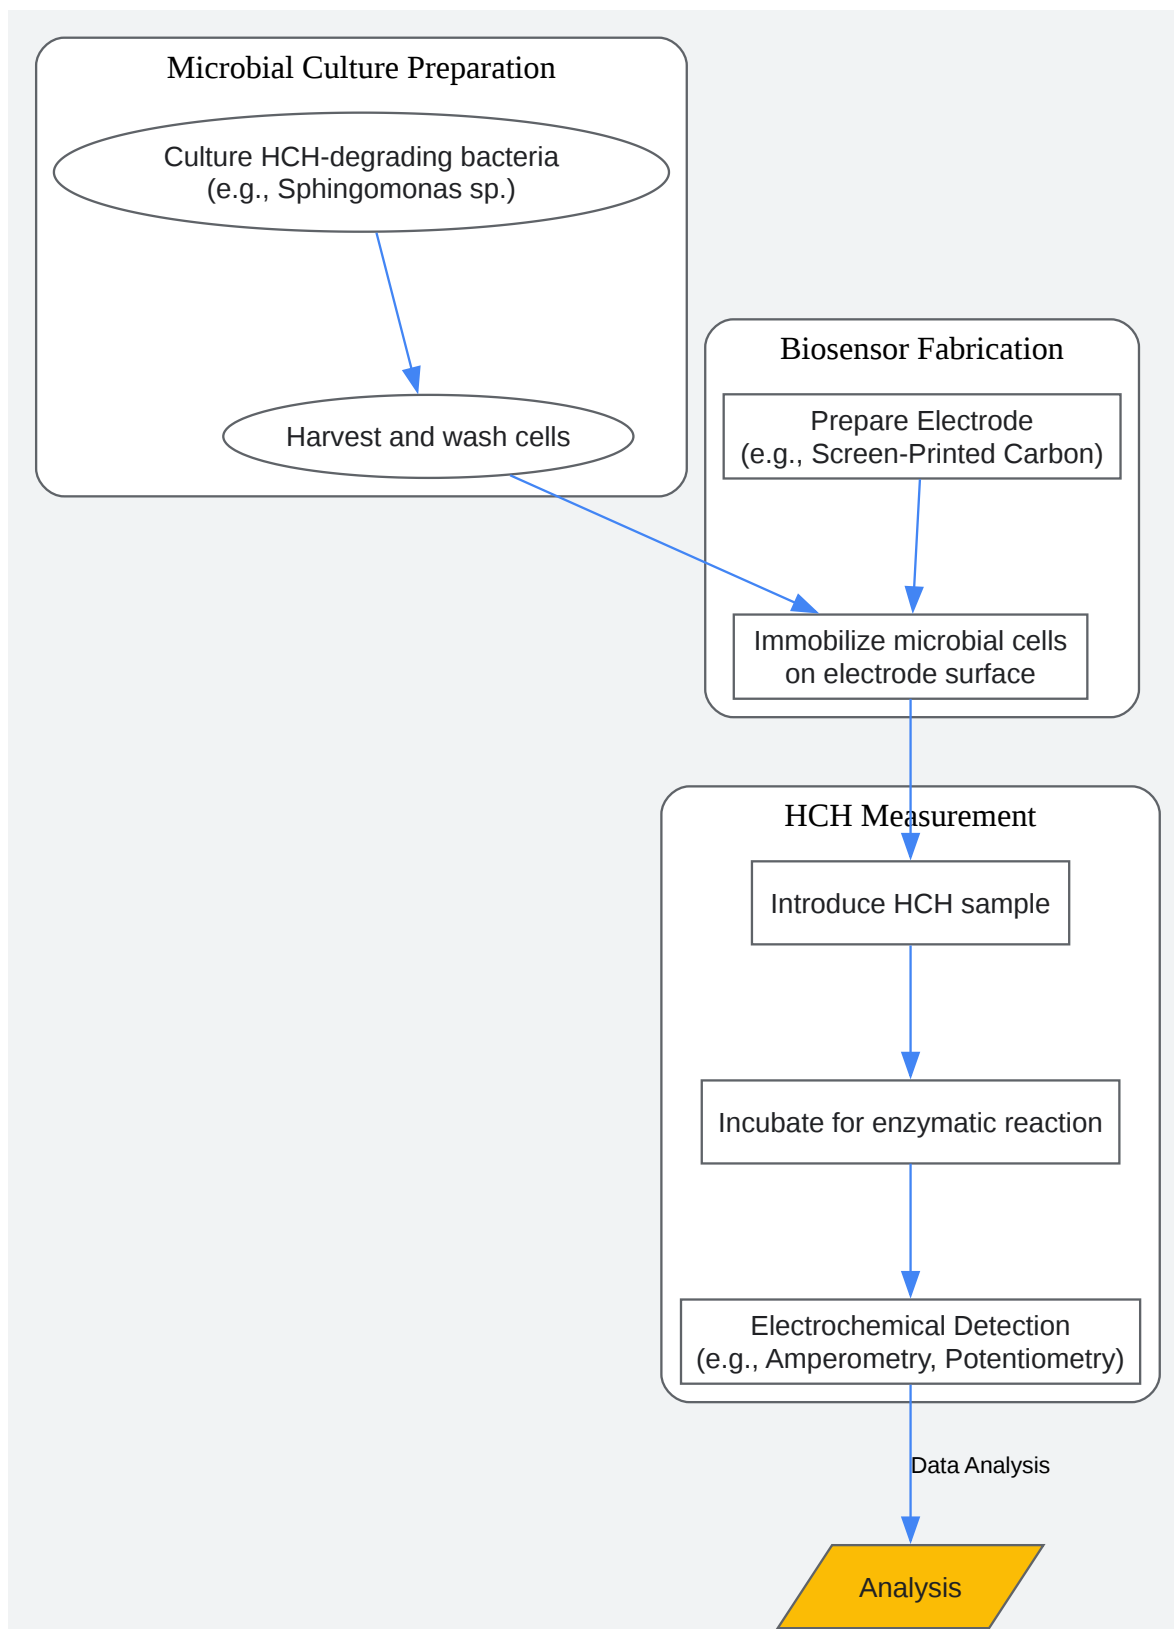 Microbial Culture Preparation
Culture HCH-degrading bacteria
(e.g., Sphingomonas sp.)
Harvest and wash cells
Biosensor Fabrication
Prepare Electrode
(e.g., Screen-Printed Carbon)
Immobilize microbial cells
on electrode surface
HCH Measurement
Introduce HCH sample
Incubate for enzymatic reaction
Electrochemical Detection
(e.g., Amperometry, Potentiometry)
Data Analysis
Analysis